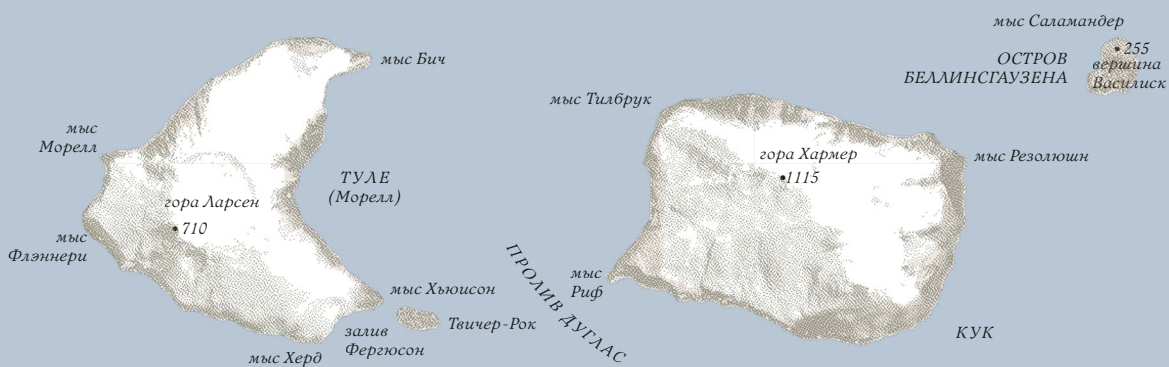 мыс Саламандер
255
вершина
Василиск
ОСТРОВ
БЕЛЛИНСГАУЗЕНА
мыс Бич
мыс Тилбрук
мыс
Морелл
гора Хармер
1115
мыс Резолюшн
ТУЛЕ
(Морелл)
гора Ларсен
710
мыс
Флэннери
ПРОЛИВ ДУГЛАС
мыс
Риф
мыс Хьюисон
Твичер-Рок
залив
Фергюсон
мыс Херд
КУК